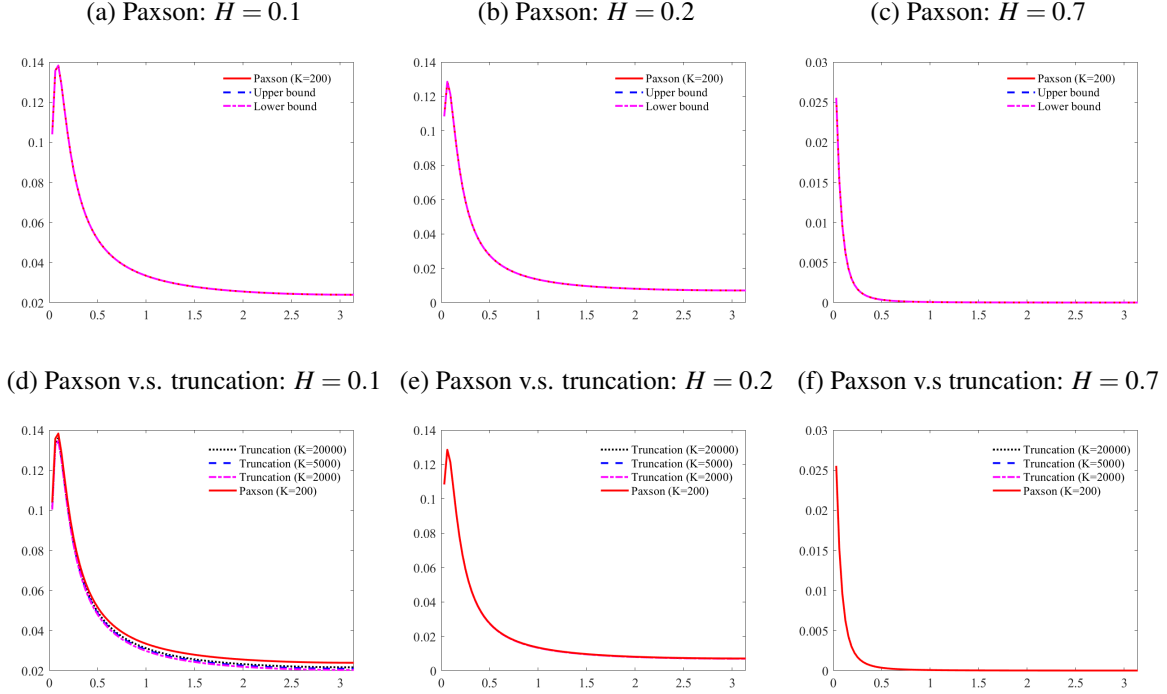 (a) Paxson: H = 0.1
(b) Paxson: H = 0.2
(c) Paxson: H = 0.7
0.14
0.12
0.1
0.08
0.06
0.04
0.02
0 0.5 1 1.5 2 2.5 3
Paxson (K=200)
Upper bound
Lower bound
0.14
0.12
0.1
0.08
0.06
0.04
0.02
0
0 0.5 1 1.5 2 2.5 3
Paxson (K=200)
Upper bound
Lower bound
0.03
0.025
0.02
0.015
0.01
0.005
0
0 0.5 1 1.5 2 2.5 3
Paxson (K=200)
Upper bound
Lower bound
(d) Paxson v.s. truncation: H = 0.1
(e) Paxson v.s. truncation: H = 0.2
(f) Paxson v.s truncation: H = 0.7
0.14
0.12
0.1
0.08
0.06
0.04
0.02
0 0.5 1 1.5 2 2.5 3
Truncation (K=20000)
Truncation (K=5000)
Truncation (K=2000)
Paxson (K=200)
0.14
0.12
0.1
0.08
0.06
0.04
0.02
0
0 0.5 1 1.5 2 2.5 3
Truncation (K=20000)
Truncation (K=5000)
Truncation (K=2000)
Paxson (K=200)
0.03
0.025
0.02
0.015
0.01
0.005
0
0 0.5 1 1.5 2 2.5 3
Truncation (K=20000)
Truncation (K=5000)
Truncation (K=2000)
Paxson (K=200)